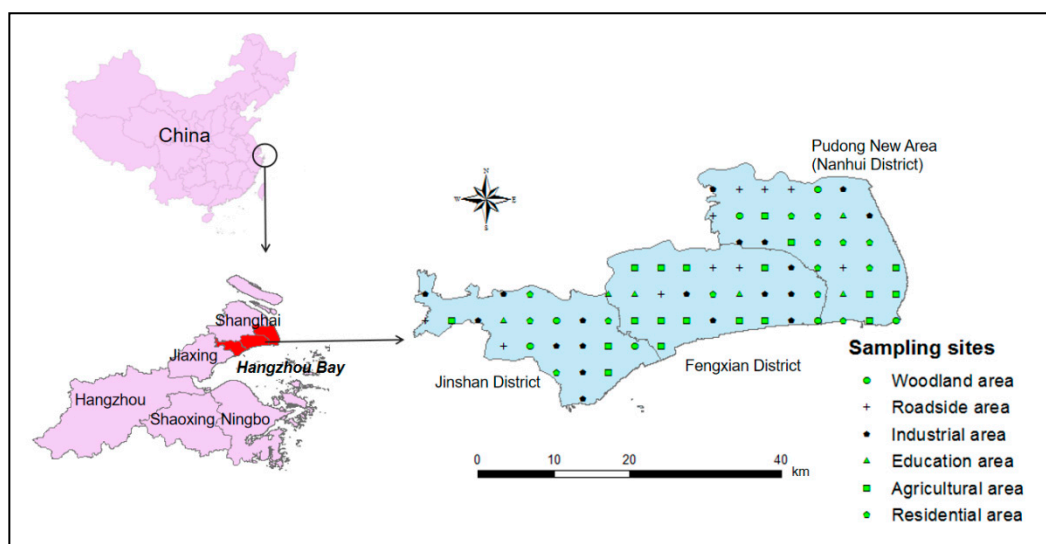 China
Pudong New Area
(Nanhui District)
N
W E
S
Shanghai
Jiaxing
Hangzhou Bay
Hangzhou
Shaoxing Ningbo
Jinshan District
Fengxian District
Sampling sites
Woodland area
Roadside area
Industrial area
Education area
Agricultural area
Residential area
0 10 20 40
km